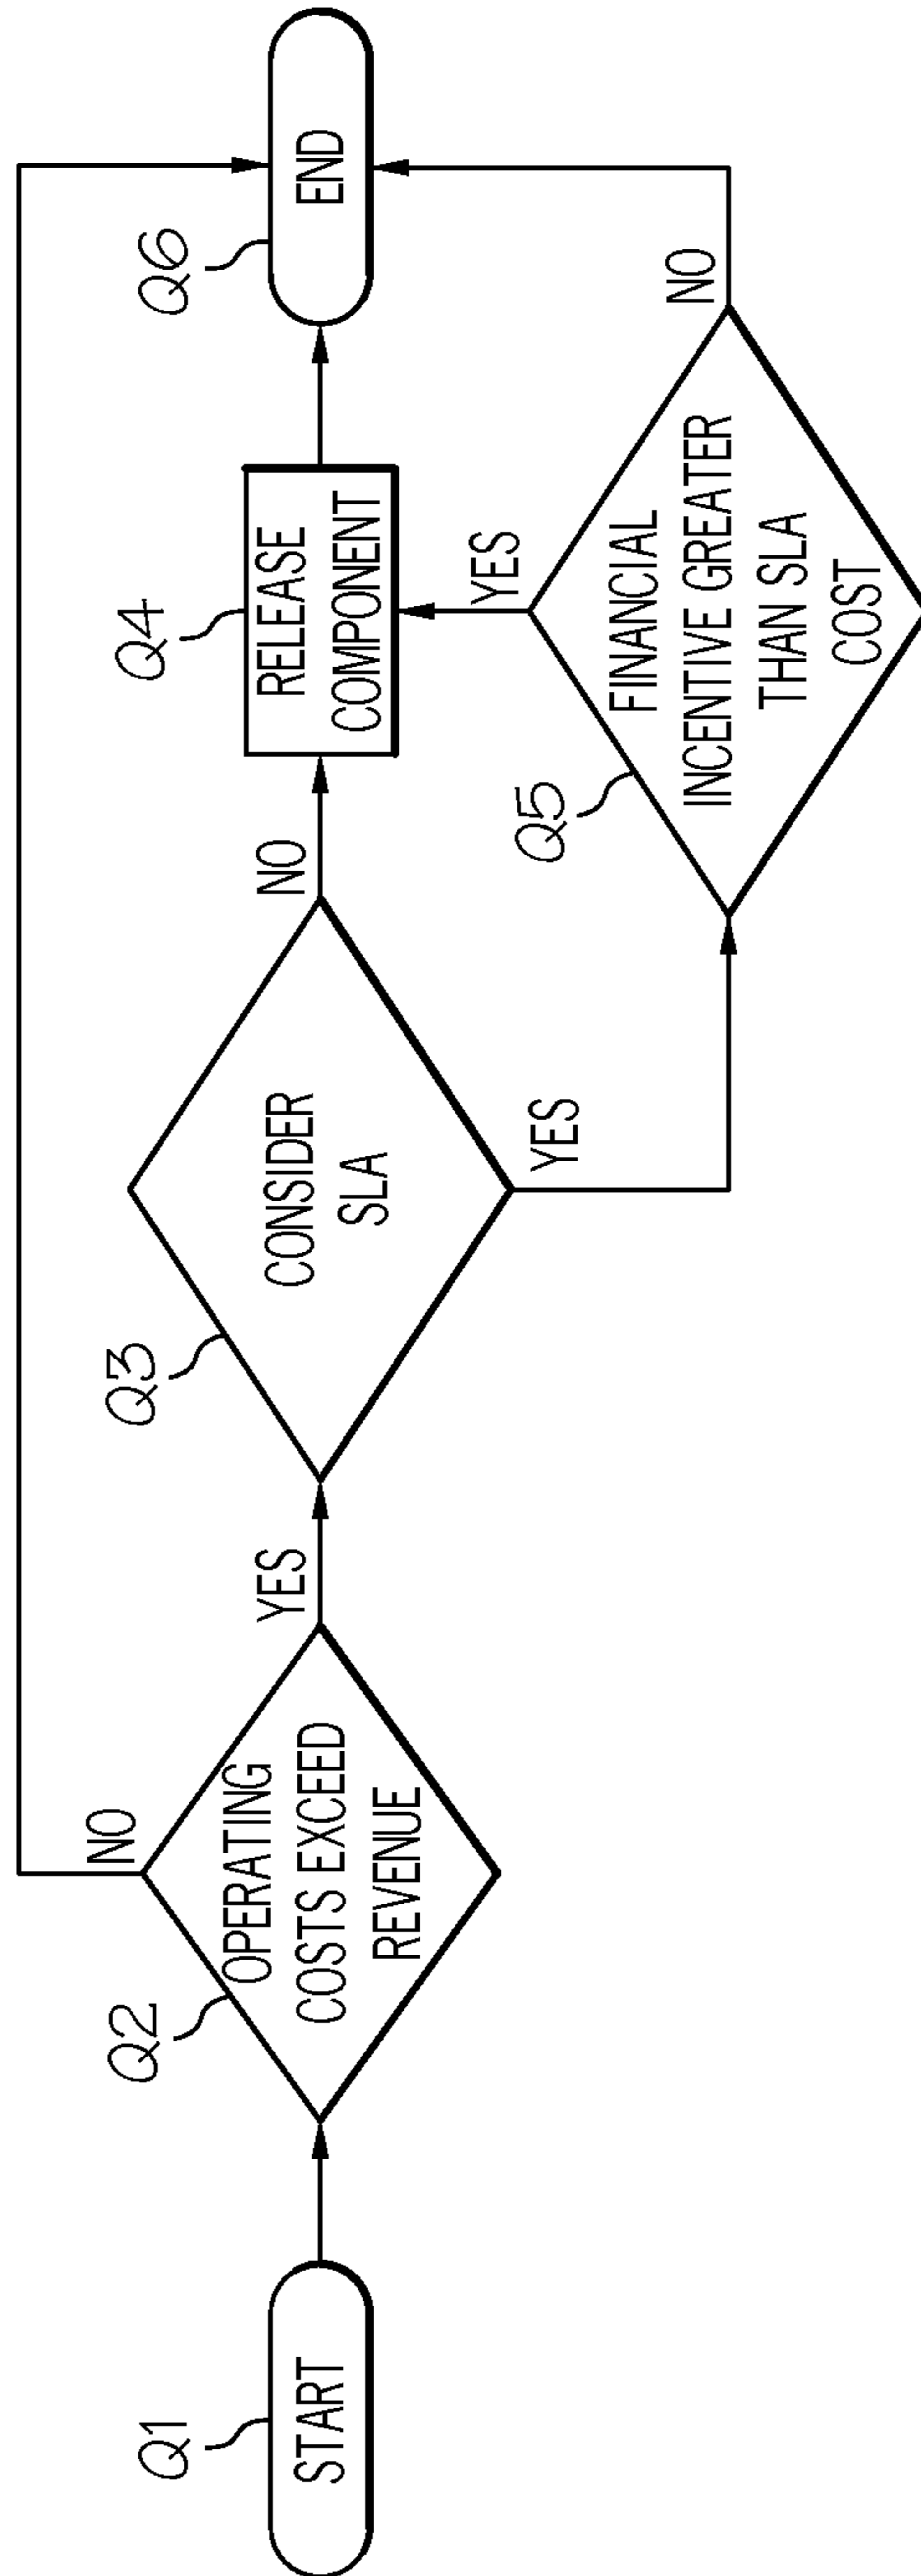 Q1
START
Q2
OPERATING
COSTS EXCEED
REVENUE
NO
YES
Q3
CONSIDER
SLA
NO
YES
Q4
RELEASE
COMPONENT
Q5
FINANCIAL
INCENTIVE GREATER
THAN SLA
COST
YES
NO
Q6
END